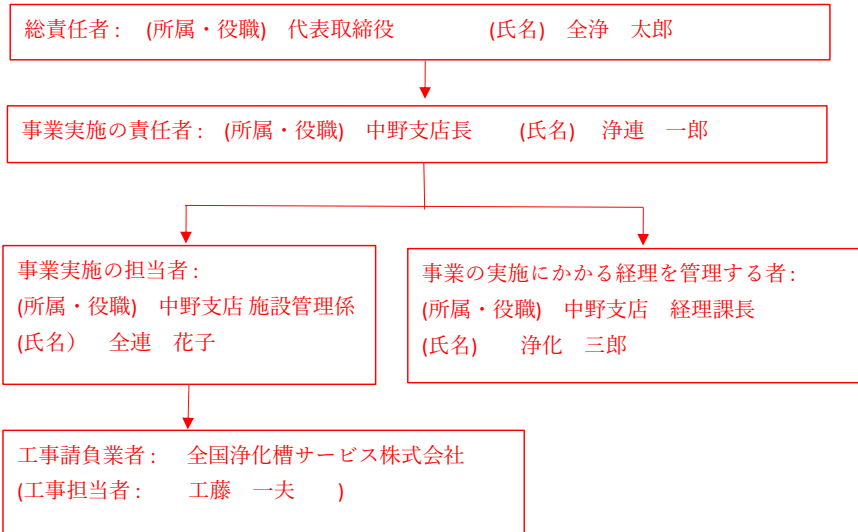 総責任者： (所属・役職) 代表取締役 (氏名) 全浄 太郎
事業実施の責任者： (所属・役職) 中野支店長 (氏名) 浄連 一郎
事業実施の担当者：
(所属・役職) 中野支店 施設管理係
(氏名） 全連 花子
事業の実施にかかる経理を管理する者：
(所属・役職) 中野支店 経理課長
(氏名) 浄化 三郎
工事請負業者： 全国浄化槽サービス株式会社
(工事担当者： 工藤 一夫 )